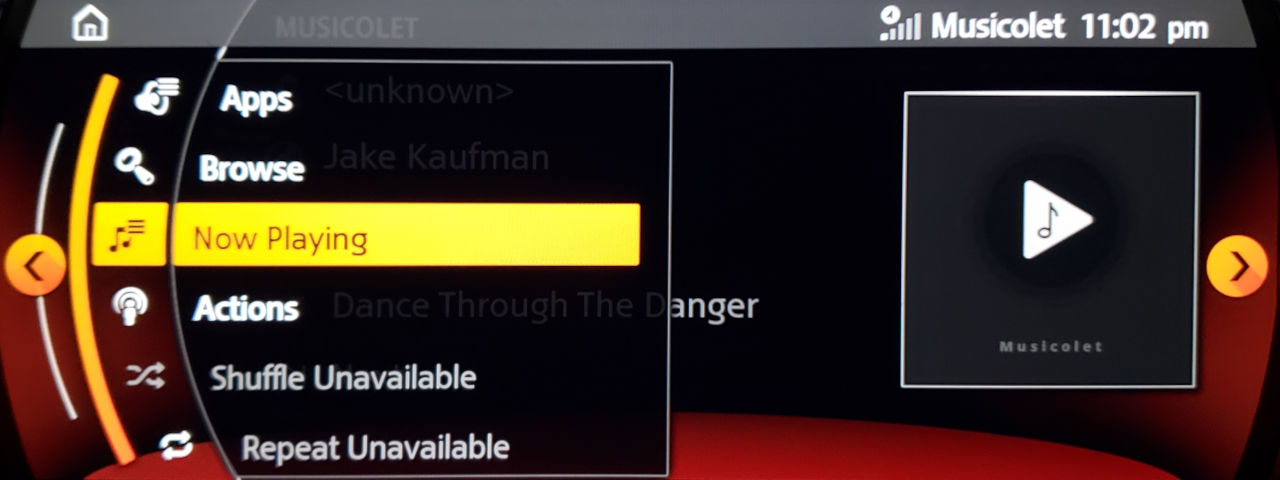 MUSICOLET
Musicolet 11:02 pm
Apps
<unknown>
Browse
Jake Kaufman
Now Playing
Actions
Dance Through The Danger
Shuffle Unavailable
Repeat Unavailable
Musicolet